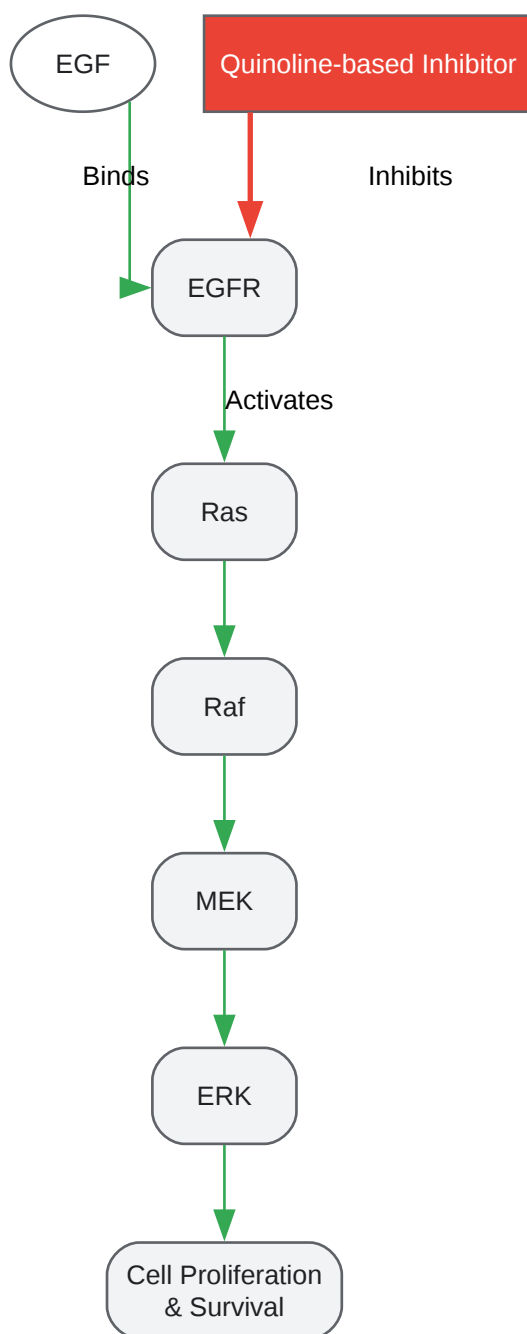 EGF
Quinoline-based Inhibitor
Binds
Inhibits
EGFR
Activates
Ras
Raf
MEK
ERK
Cell Proliferation
& Survival